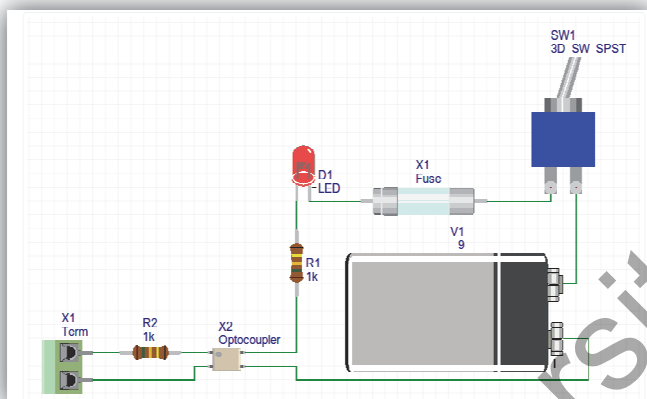 SW1
3D SW SPST
D1
LED
X1
Fuse
V1
9
R1
1k
X1
Term
R2
1k
X2
Optocoupler